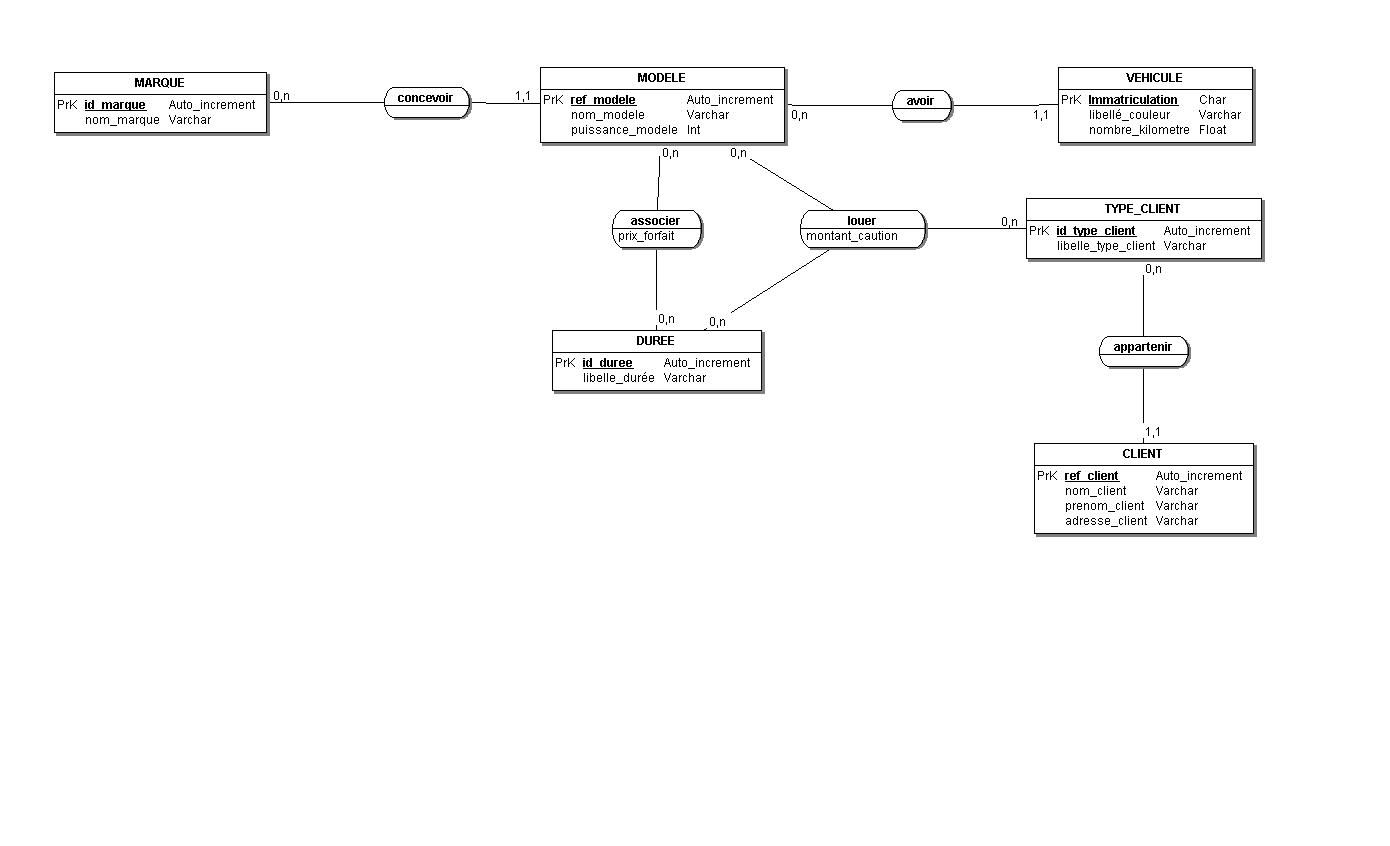 MARQUE
PrK id_marque Auto_increment
nom_marque Varchar
0,n
concevoir
1,1
MODELE
PrK ref_modele Auto_increment
nom_modele Varchar
puissance_modele Int
0,n
avoir
1,1
VEHICULE
PrK Immatriculation Char
libellé_couleur Varchar
nombre_kilometre Float
0,n
0,n
associer
prix_forfait
louer
montant_caution
0,n
TYPE_CLIENT
PrK id_type_client Auto_increment
libelle_type_client Varchar
0,n
0,n
0,n
DUREE
PrK id_duree Auto_increment
libelle_durée Varchar
appartenir
1,1
CLIENT
PrK ref_client Auto_increment
nom_client Varchar
prenom_client Varchar
adresse_client Varchar